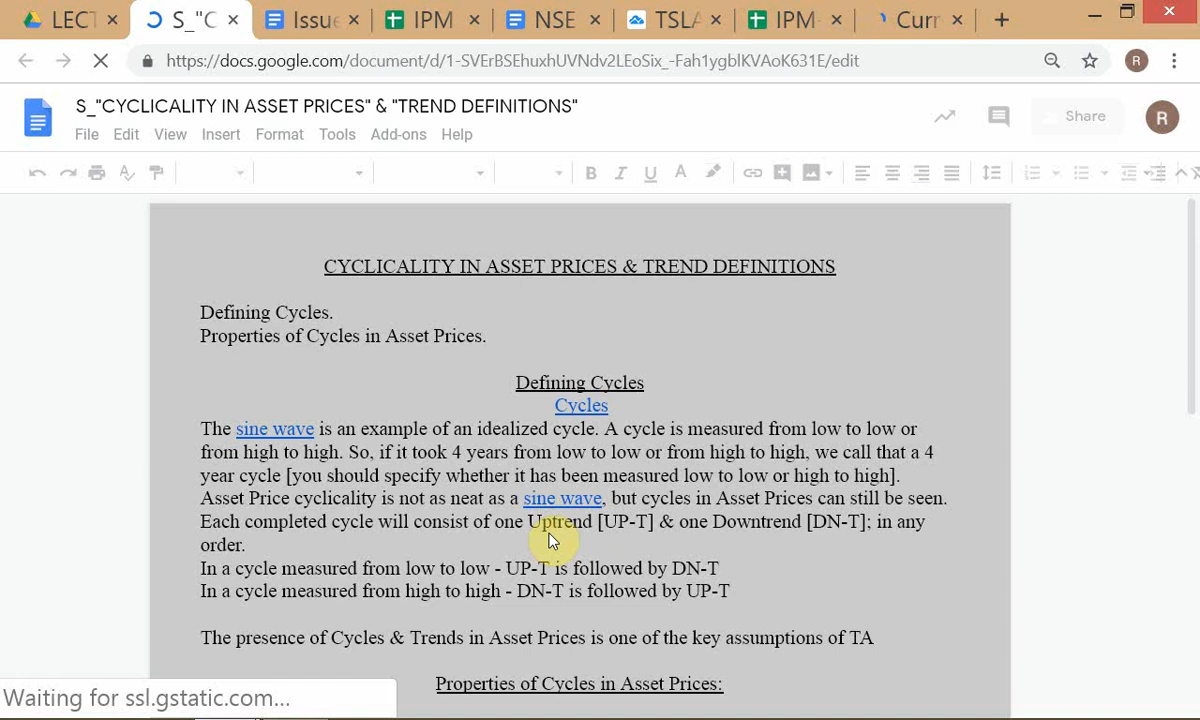 LECT
S_"C
Issue
IPM
NSE
TSLA
IPM
Curr
https://docs.google.com/document/d/1-SVErBSEhuxhUVNdv2LEoSix_-Fah1ygblKVAoK631E/edit
R
S_"CYCLICALITY IN ASSET PRICES" & "TREND DEFINITIONS"
File Edit View Insert Format Tools Add-ons Help
Share
R
CYCLICALITY IN ASSET PRICES & TREND DEFINITIONS
Defining Cycles.
Properties of Cycles in Asset Prices.
Defining Cycles
Cycles
The sine wave is an example of an idealized cycle. A cycle is measured from low to low or
from high to high. So, if it took 4 years from low to low or from high to high, we call that a 4
year cycle [you should specify whether it has been measured low to low or high to high].
Asset Price cyclicality is not as neat as a sine wave, but cycles in Asset Prices can still be seen.
Each completed cycle will consist of one Uptrend [UP-T] & one Downtrend [DN-T]; in any
order.
In a cycle measured from low to low - UP-T is followed by DN-T
In a cycle measured from high to high - DN-T is followed by UP-T
The presence of Cycles & Trends in Asset Prices is one of the key assumptions of TA
Properties of Cycles in Asset Prices:
Waiting for ssl.gstatic.com...